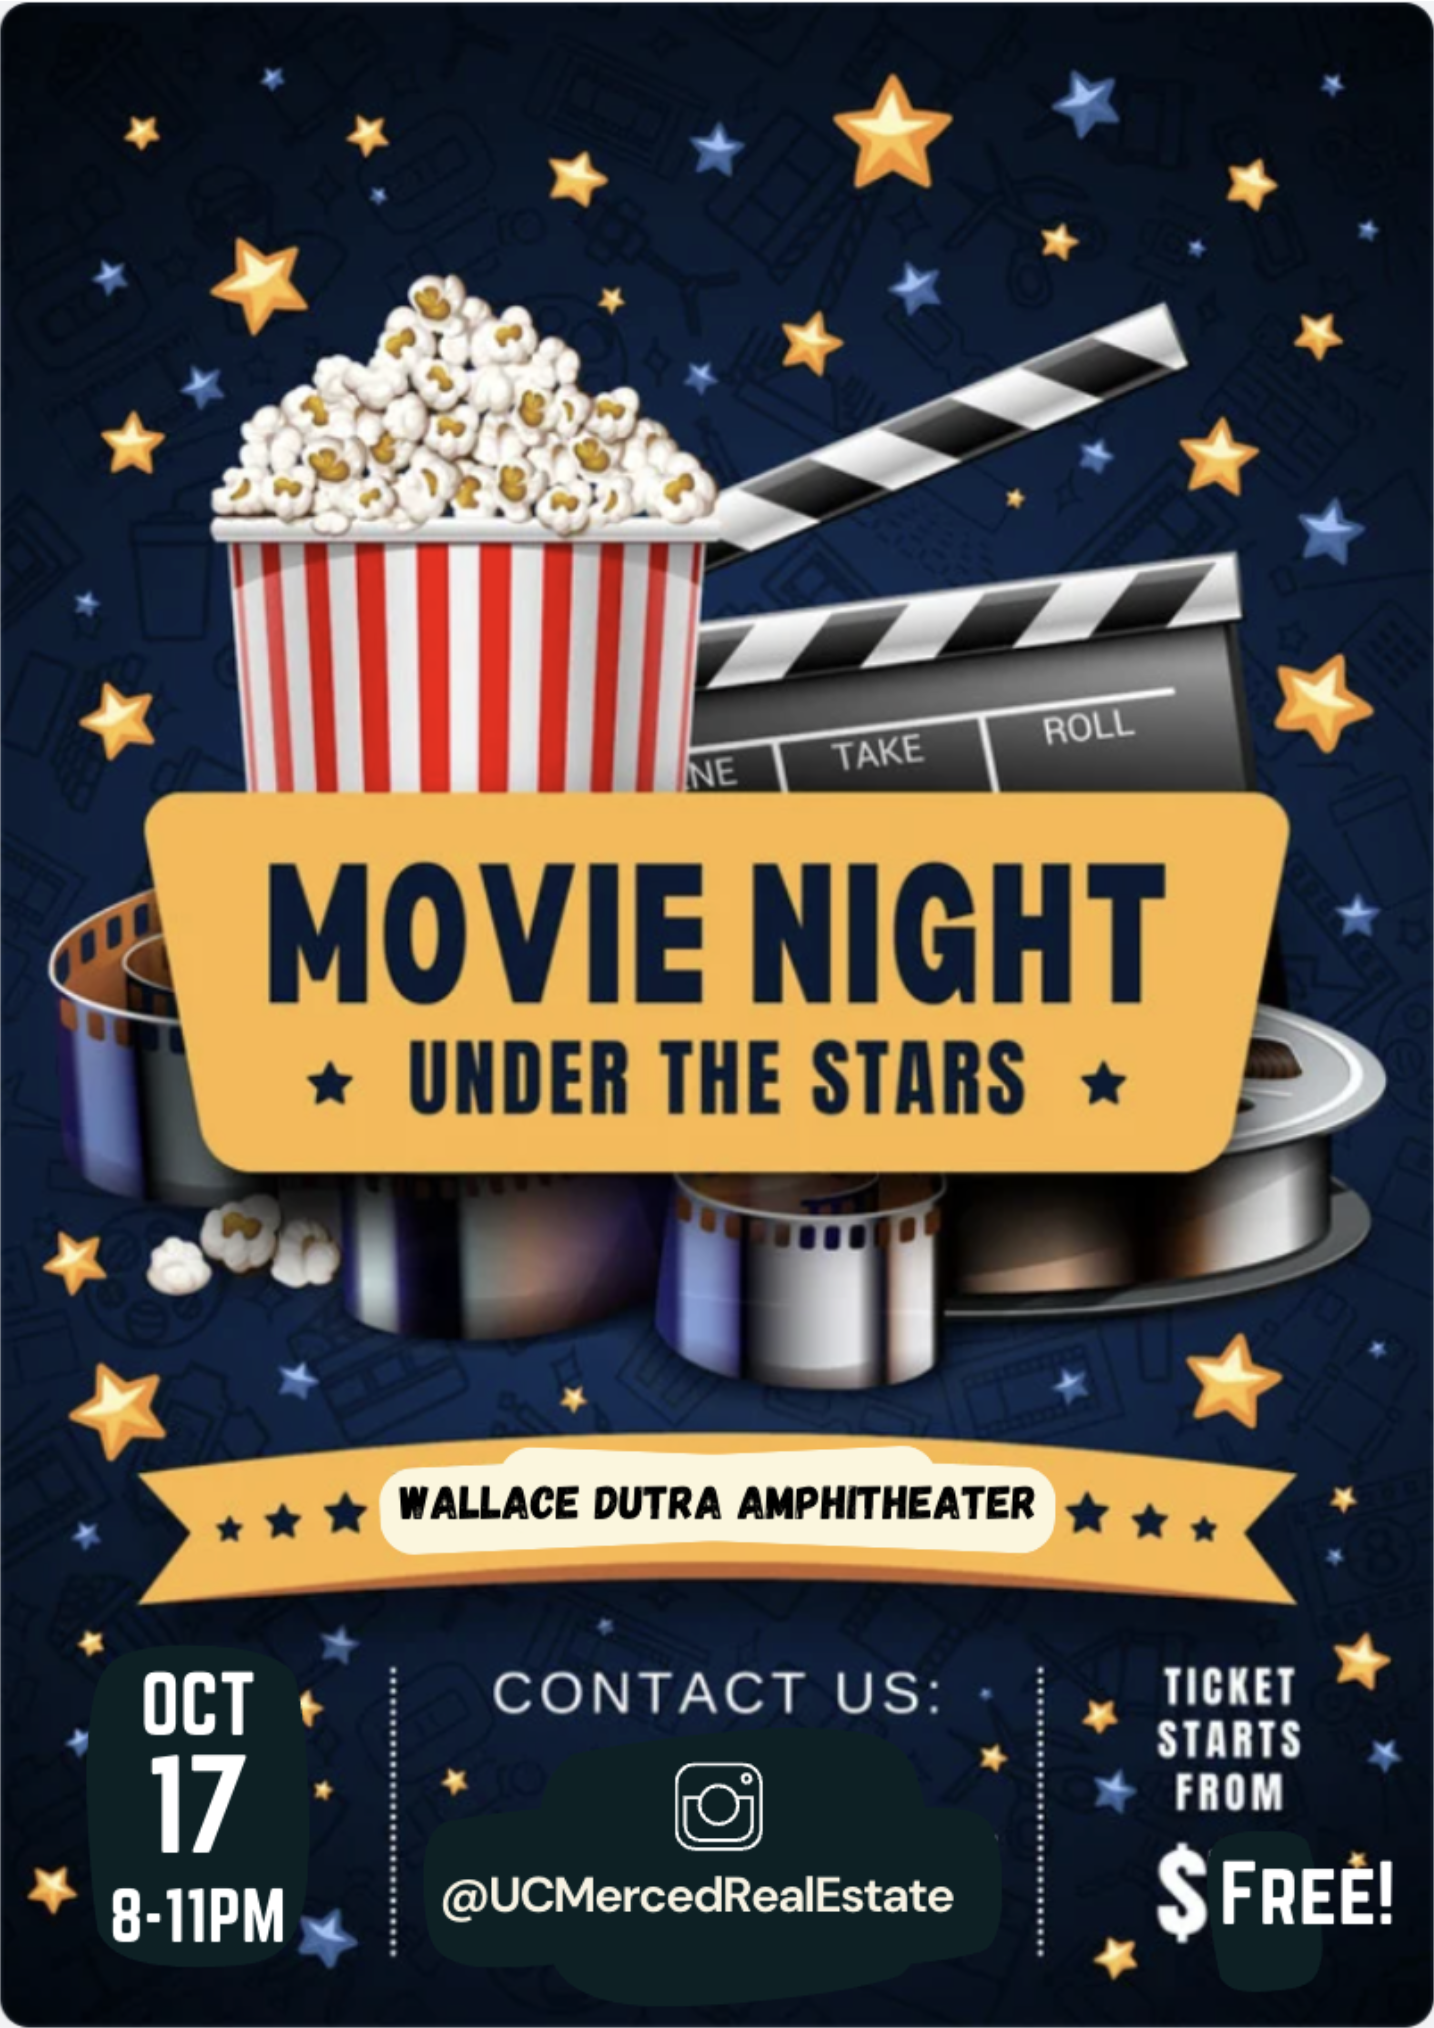 TAKE
ROLL
MOVIE NIGHT
UNDER THE STARS
WALLACE DUTRA AMPHITHEATER
OCT
17
8-11PM
CONTACT US:
@UCMercedRealEstate
TICKET
STARTS
FROM
$FREE!